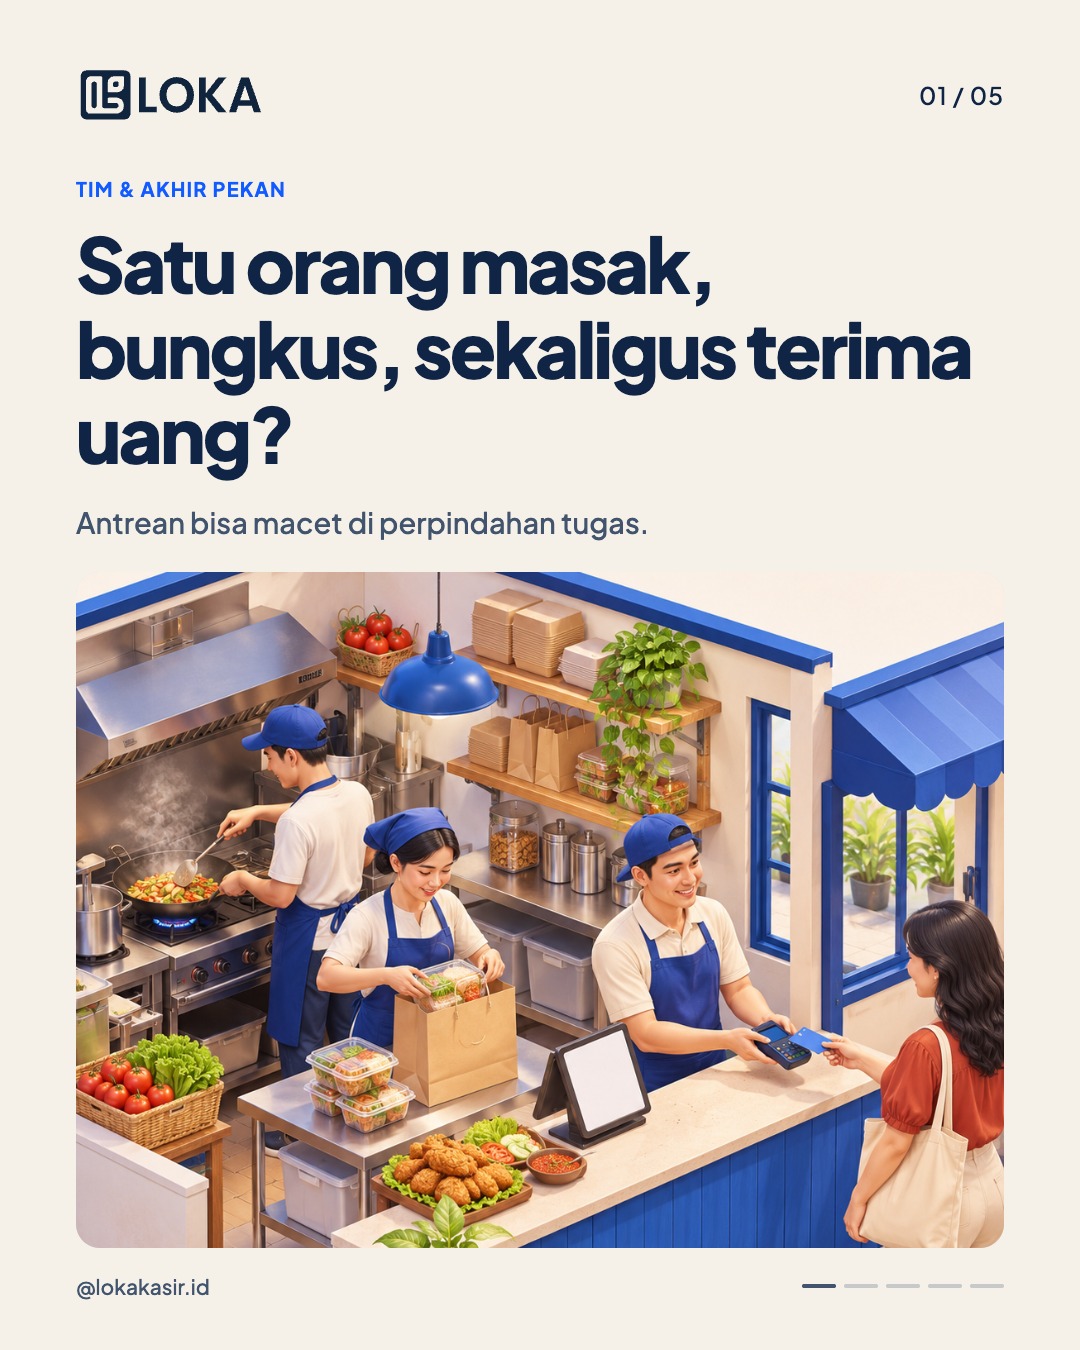 LOKA
01 / 05
TIM & AKHIR PEKAN
Satu orang masak,
bungkus, sekaligus terima
uang?
Antrean bisa macet di perpindahan tugas.
@lokakasir.id